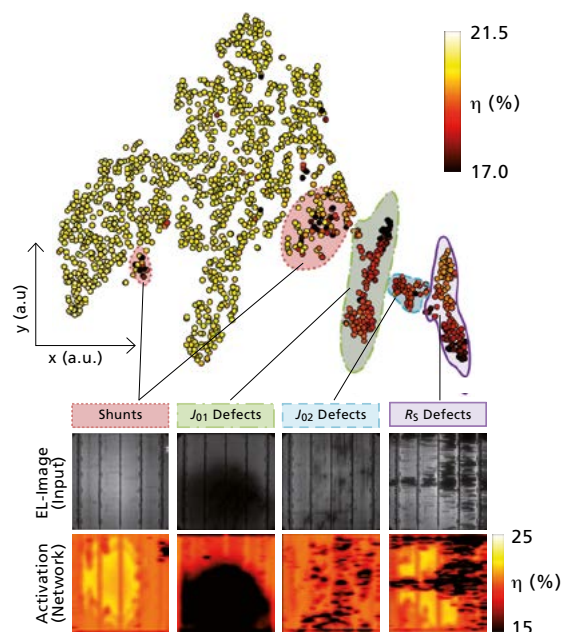 21.5
η (%)
17.0
y (a.u)
x (a.u.)
Shunts
J01 Defects
J02 Defects
RS Defects
EL-Image
(Input)
Activation
(Network)
25
η (%)
15